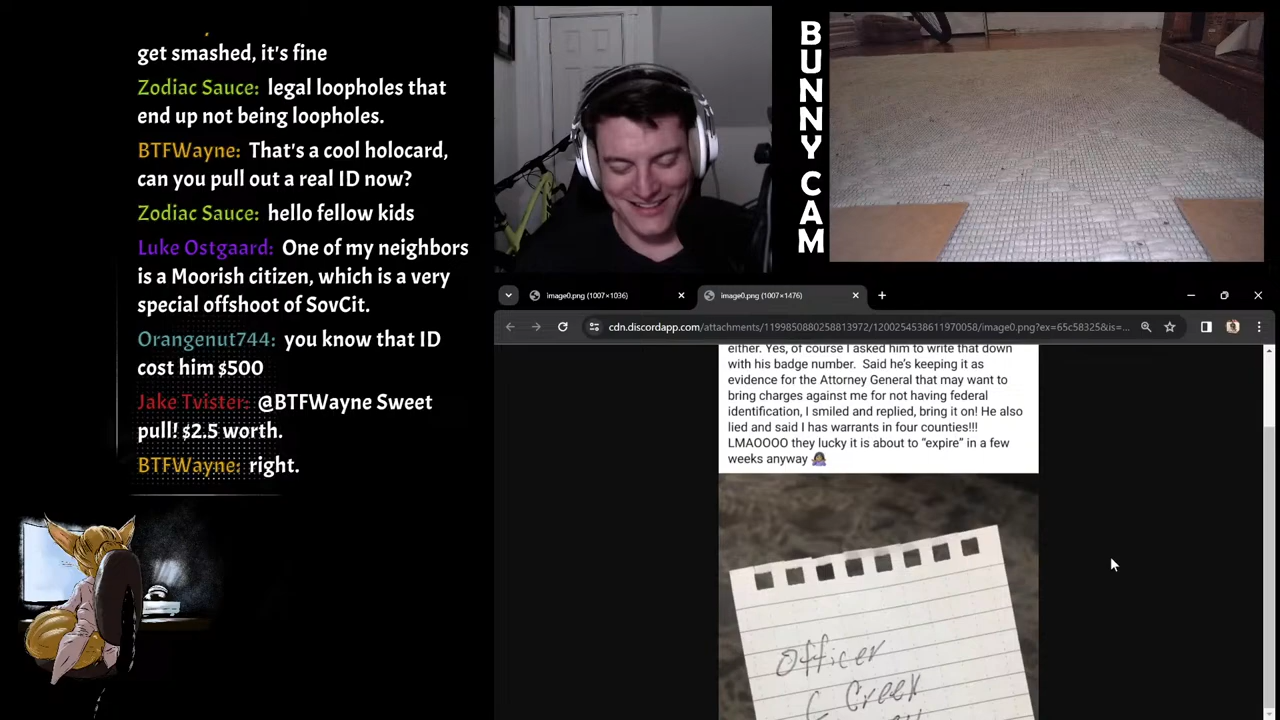 get smashed, it's fine
Zodiac Sauce: legal loopholes that
end up not being loopholes.
BTFWayne: That's a cool holocard,
can you pull out a real ID now?
Zodiac Sauce: hello fellow kids
Luke Ostgaard: One of my neighbors
is a Moorish citizen, which is a very
special offshoot of SovCit.
Orangenut744: you know that ID
cost him $500
Jake Tvister: @BTFWayne Sweet
pull! $2.5 worth.
BTFWayne: right.
BUNNY CAM
image0.png (1007×1036)
image0.png (1007×1476)
cdn.discordapp.com/attachments/1199850880258813972/1200254538611970058/image0.png?ex=65c58325&is=...
either. Yes, of course I asked him to write that down
with his badge number.  Said he's keeping it as
evidence for the Attorney General that may want to
bring charges against me for not having federal
identification, I smiled and replied, bring it on! He also
lied and said I has warrants in four counties!!!
LMAOOOO they lucky it is about to “expire” in a few
weeks anyway 🤷🏽‍♀️
Officer
C Creek